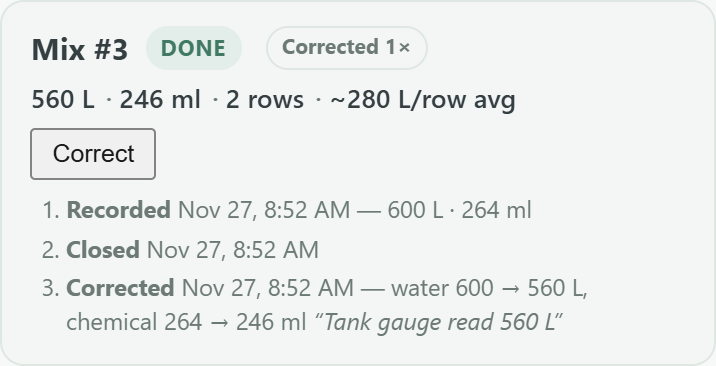 Mix #3 DONE Corrected 1×
560 L · 246 ml · 2 rows · ~280 L/row avg
Correct
1. Recorded Nov 27, 8:52 AM — 600 L · 264 ml
2. Closed Nov 27, 8:52 AM
3. Corrected Nov 27, 8:52 AM — water 600 → 560 L,
chemical 264 → 246 ml “Tank gauge read 560 L”